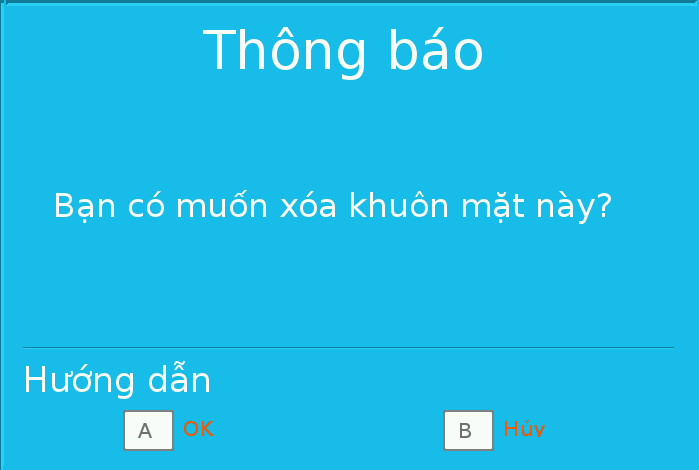 Thông báo
Bạn có muốn xóa khuôn mặt này?
Hướng dẫn
A OK B Hủy